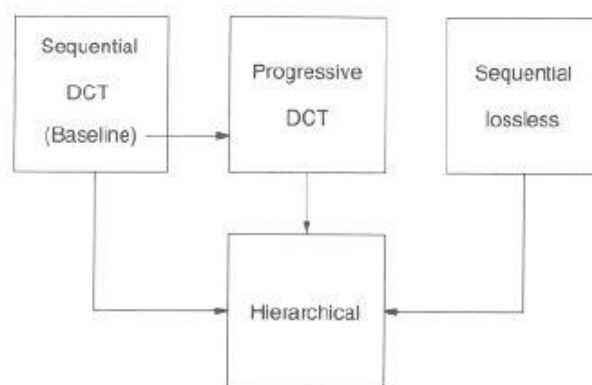 Sequential
DCT
(Baseline)
Progressive
DCT
Sequential
lossless
Hierarchical